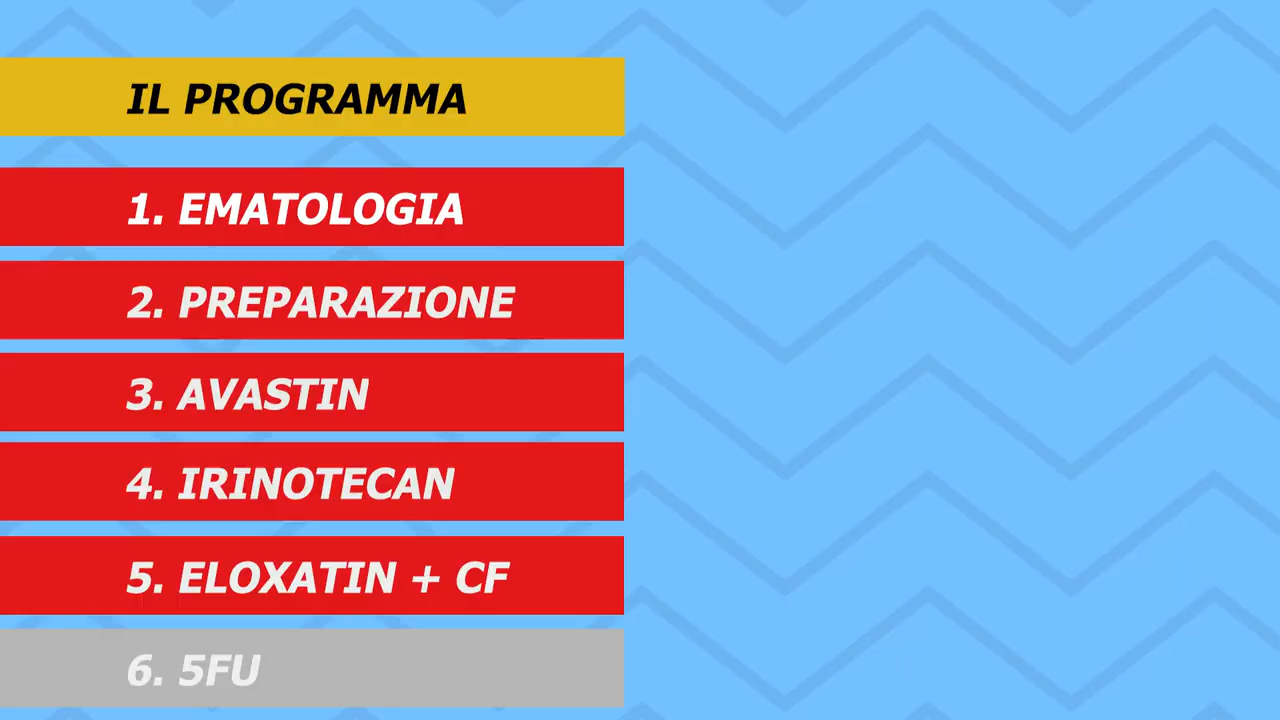 IL PROGRAMMA
1. EMATOLOGIA
2. PREPARAZIONE
3. AVASTIN
4. IRINOTECAN
5. ELOXATIN + CF
6. 5FU